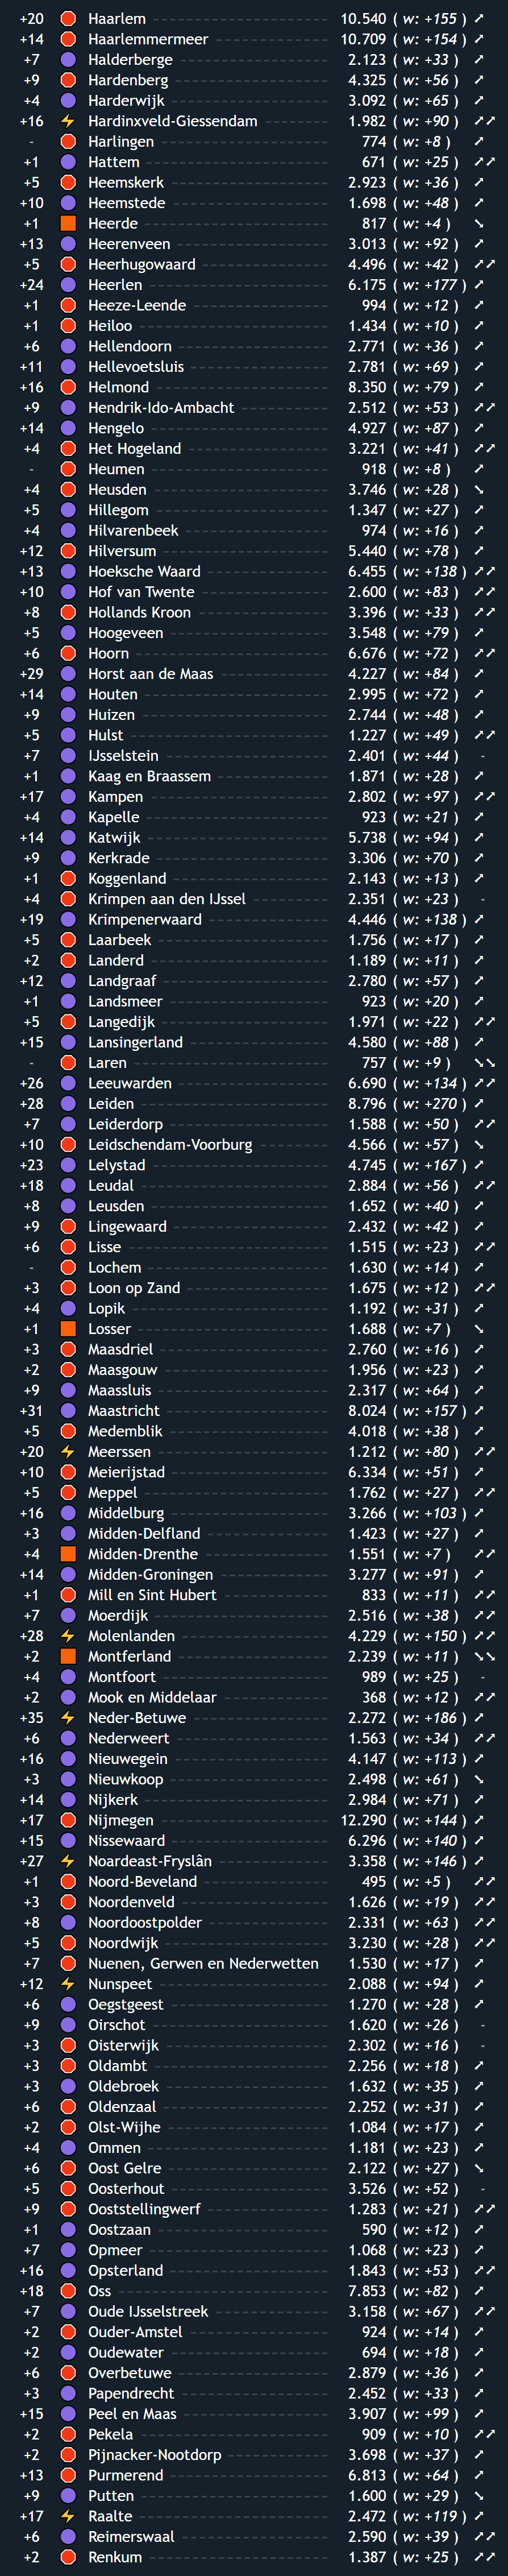 +20 Haarlem 10.540 ( w: +155 ) ➚
+14 Haarlemmermeer 10.709 ( w: +154 ) ➚
+7 Halderberge 2.123 ( w: +33 ) ➚
+9 Hardenberg 4.325 ( w: +56 ) ➚
+4 Harderwijk 3.092 ( w: +65 ) ➚
+16 Hardinxveld-Giessendam 1.982 ( w: +90 ) ➚➚
- Harlingen 774 ( w: +8 ) ➚
+1 Hattem 671 ( w: +25 ) ➚➚
+5 Heemskerk 2.923 ( w: +36 ) ➚
+10 Heemstede 1.698 ( w: +48 ) ➚
+1 Heerde 817 ( w: +4 ) ➘
+13 Heerenveen 3.013 ( w: +92 ) ➚
+5 Heerhugowaard 4.496 ( w: +42 ) ➚➚
+24 Heerlen 6.175 ( w: +177 ) ➚
+1 Heeze-Leende 994 ( w: +12 ) ➚
+1 Heiloo 1.434 ( w: +10 ) ➚
+6 Hellendoorn 2.771 ( w: +36 ) ➚
+11 Hellevoetsluis 2.781 ( w: +69 ) ➚
+16 Helmond 8.350 ( w: +79 ) ➚
+9 Hendrik-Ido-Ambacht 2.512 ( w: +53 ) ➚➚
+14 Hengelo 4.927 ( w: +87 ) ➚
+4 Het Hogeland 3.221 ( w: +41 ) ➚➚
- Heumen 918 ( w: +8 ) ➚
+4 Heusden 3.746 ( w: +28 ) ➘
+5 Hillegom 1.347 ( w: +27 ) ➚
+4 Hilvarenbeek 974 ( w: +16 ) ➚
+12 Hilversum 5.440 ( w: +78 ) ➚
+13 Hoeksche Waard 6.455 ( w: +138 ) ➚➚
+10 Hof van Twente 2.600 ( w: +83 ) ➚➚
+8 Hollands Kroon 3.396 ( w: +33 ) ➚➚
+5 Hoogeveen 3.548 ( w: +79 ) ➚
+6 Hoorn 6.676 ( w: +72 ) ➚➚
+29 Horst aan de Maas 4.227 ( w: +84 ) ➚
+14 Houten 2.995 ( w: +72 ) ➚
+9 Huizen 2.744 ( w: +48 ) ➚
+5 Hulst 1.227 ( w: +49 ) ➚➚
+7 IJsselstein 2.401 ( w: +44 ) -
+1 Kaag en Braassem 1.871 ( w: +28 ) ➚
+17 Kampen 2.802 ( w: +97 ) ➚➚
+4 Kapelle 923 ( w: +21 ) ➚
+14 Katwijk 5.738 ( w: +94 ) ➚
+9 Kerkrade 3.306 ( w: +70 ) ➚
+1 Koggenland 2.143 ( w: +13 ) ➚
+4 Krimpen aan den IJssel 2.351 ( w: +23 ) -
+19 Krimpenerwaard 4.446 ( w: +138 ) ➚
+5 Laarbeek 1.756 ( w: +17 ) ➚
+2 Landerd 1.189 ( w: +11 ) ➚
+12 Landgraaf 2.780 ( w: +57 ) ➚
+1 Landsmeer 923 ( w: +20 ) ➚
+5 Langedijk 1.971 ( w: +22 ) ➚➚
+15 Lansingerland 4.580 ( w: +88 ) ➚
- Laren 757 ( w: +9 ) ➘➘
+26 Leeuwarden 6.690 ( w: +134 ) ➚➚
+28 Leiden 8.796 ( w: +270 ) ➚
+7 Leiderdorp 1.588 ( w: +50 ) ➚➚
+10 Leidschendam-Voorburg 4.566 ( w: +57 ) ➘
+23 Lelystad 4.745 ( w: +167 ) ➚
+18 Leudal 2.884 ( w: +56 ) ➚➚
+8 Leusden 1.652 ( w: +40 ) ➚
+9 Lingewaard 2.432 ( w: +42 ) ➚
+6 Lisse 1.515 ( w: +23 ) ➚➚
- Lochem 1.630 ( w: +14 ) ➚
+3 Loon op Zand 1.675 ( w: +12 ) ➚➚
+4 Lopik 1.192 ( w: +31 ) ➚
+1 Losser 1.688 ( w: +7 ) ➘
+3 Maasdriel 2.760 ( w: +16 ) ➚
+2 Maasgouw 1.956 ( w: +23 ) ➚
+9 Maassluis 2.317 ( w: +64 ) ➚
+31 Maastricht 8.024 ( w: +157 ) ➚
+5 Medemblik 4.018 ( w: +38 ) ➚
+20 Meerssen 1.212 ( w: +80 ) ➚➚
+10 Meierijstad 6.334 ( w: +51 ) ➚
+5 Meppel 1.762 ( w: +27 ) ➚➚
+16 Middelburg 3.266 ( w: +103 ) ➚
+3 Midden-Delfland 1.423 ( w: +27 ) ➚
+4 Midden-Drenthe 1.551 ( w: +7 ) ➚➚
+14 Midden-Groningen 3.277 ( w: +91 ) ➚
+1 Mill en Sint Hubert 833 ( w: +11 ) ➚➚
+7 Moerdijk 2.516 ( w: +38 ) ➚➚
+28 Molenlanden 4.229 ( w: +150 ) ➚➚
+2 Montferland 2.239 ( w: +11 ) ➘➘
+4 Montfoort 989 ( w: +25 ) -
+2 Mook en Middelaar 368 ( w: +12 ) ➚➚
+35 Neder-Betuwe 2.272 ( w: +186 ) ➚
+6 Nederweert 1.563 ( w: +34 ) ➚➚
+16 Nieuwegein 4.147 ( w: +113 ) ➚
+3 Nieuwkoop 2.498 ( w: +61 ) ➘
+14 Nijkerk 2.984 ( w: +71 ) ➚
+17 Nijmegen 12.290 ( w: +144 ) ➚
+15 Nissewaard 6.296 ( w: +140 ) ➚
+27 Noardeast-Fryslân 3.358 ( w: +146 ) ➚
+1 Noord-Beveland 495 ( w: +5 ) ➚➚
+3 Noordenveld 1.626 ( w: +19 ) ➚➚
+8 Noordoostpolder 2.331 ( w: +63 ) ➚➚
+5 Noordwijk 3.230 ( w: +28 ) ➚➚
+7 Nuenen, Gerwen en Nederwetten 1.530 ( w: +17 ) ➚
+12 Nunspeet 2.088 ( w: +94 ) ➚
+6 Oegstgeest 1.270 ( w: +28 ) ➚
+9 Oirschot 1.620 ( w: +26 ) -
+3 Oisterwijk 2.302 ( w: +16 ) -
+3 Oldambt 2.256 ( w: +18 ) ➚
+3 Oldebroek 1.632 ( w: +35 ) ➚
+6 Oldenzaal 2.252 ( w: +31 ) ➚
+2 Olst-Wijhe 1.084 ( w: +17 ) ➚
+4 Ommen 1.181 ( w: +23 ) ➚
+6 Oost Gelre 2.122 ( w: +27 ) ➘
+5 Oosterhout 3.526 ( w: +52 ) -
+9 Ooststellingwerf 1.283 ( w: +21 ) ➚➚
+1 Oostzaan 590 ( w: +12 ) ➚
+7 Opmeer 1.068 ( w: +23 ) ➚
+16 Opsterland 1.843 ( w: +53 ) ➚➚
+18 Oss 7.853 ( w: +82 ) ➚
+7 Oude IJsselstreek 3.158 ( w: +67 ) ➚➚
+2 Ouder-Amstel 924 ( w: +14 ) ➚
+2 Oudewater 694 ( w: +18 ) ➚
+6 Overbetuwe 2.879 ( w: +36 ) ➚
+3 Papendrecht 2.452 ( w: +33 ) ➚
+15 Peel en Maas 3.907 ( w: +99 ) ➚
+2 Pekela 909 ( w: +10 ) ➚➚
+2 Pijnacker-Nootdorp 3.698 ( w: +37 ) ➚
+13 Purmerend 6.813 ( w: +64 ) ➚
+9 Putten 1.600 ( w: +29 ) ➘
+17 Raalte 2.472 ( w: +119 ) ➚
+6 Reimerswaal 2.590 ( w: +39 ) ➚➚
+2 Renkum 1.387 ( w: +25 ) ➚➚